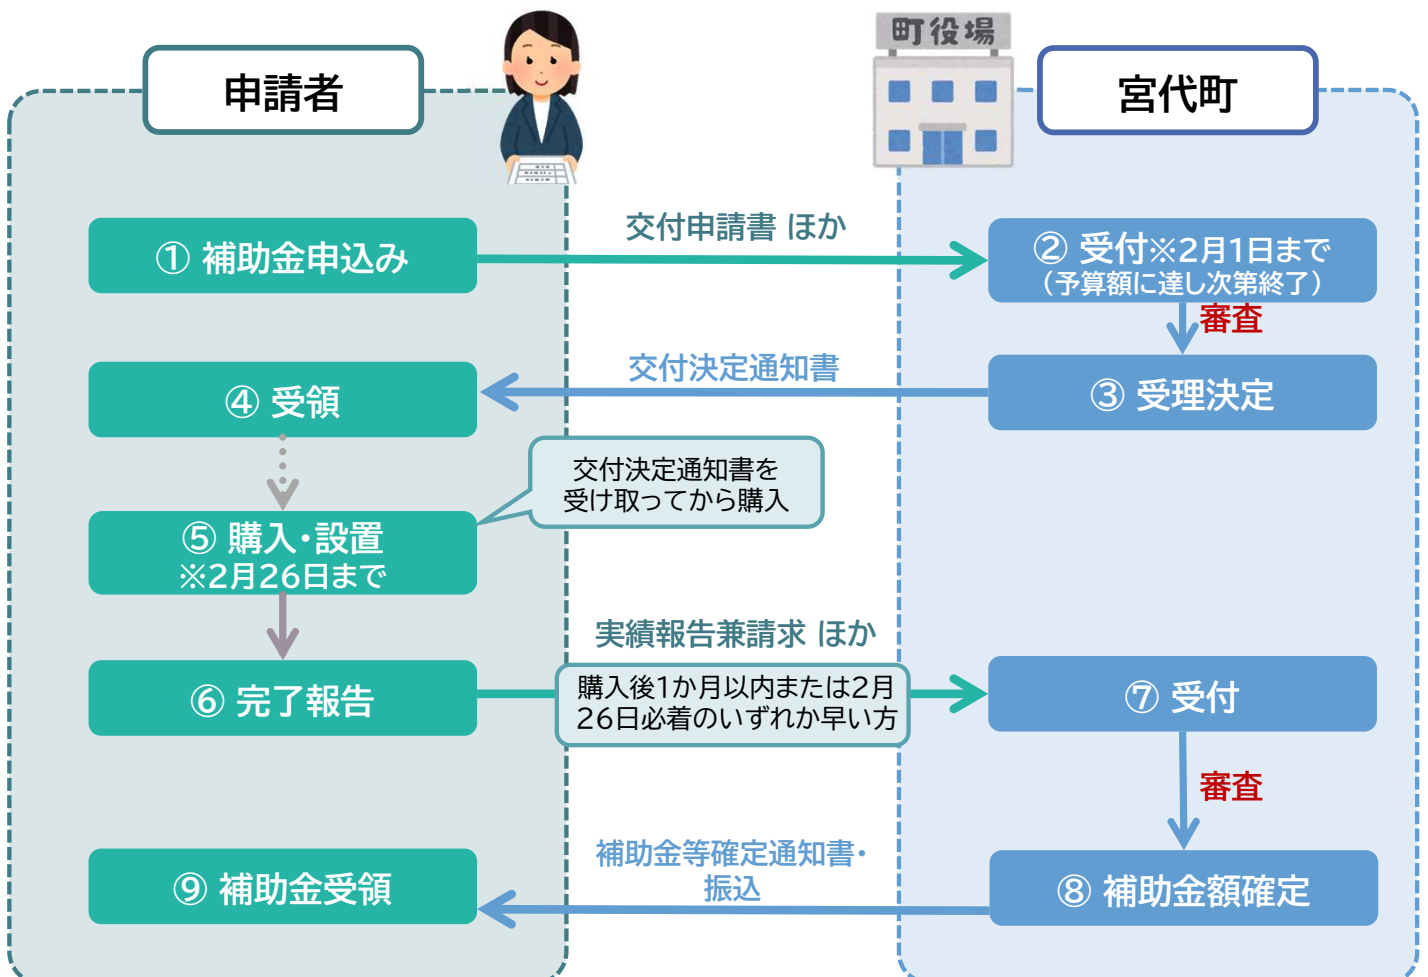 町役場
申請者
宮代町
① 補助金申込み
交付申請書 ほか
② 受付※2月1日まで
(予算額に達し次第終了)
審査
③ 受理決定
交付決定通知書
④ 受領
交付決定通知書を
受け取ってから購入
⑤ 購入・設置
※2月26日まで
⑥ 完了報告
実績報告兼請求 ほか
購入後1か月以内または2月
26日必着のいずれか早い方
⑦ 受付
審査
⑧ 補助金額確定
補助金等確定通知書・
振込
⑨ 補助金受領